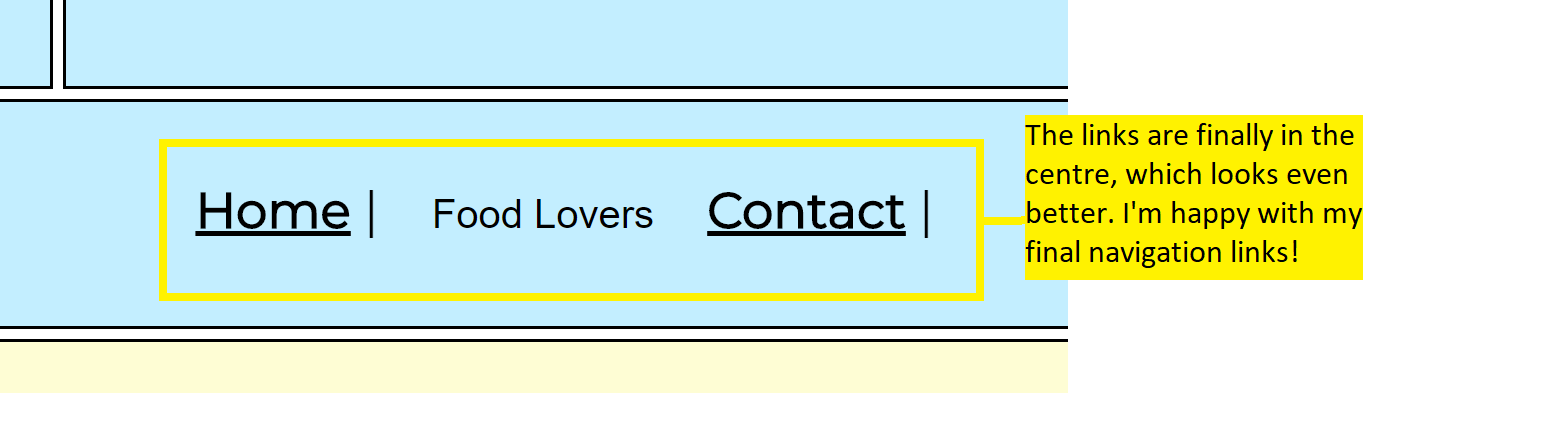 Home | Food Lovers Contact |
The links are finally in the
centre, which looks even
better. I'm happy with my
final navigation links!